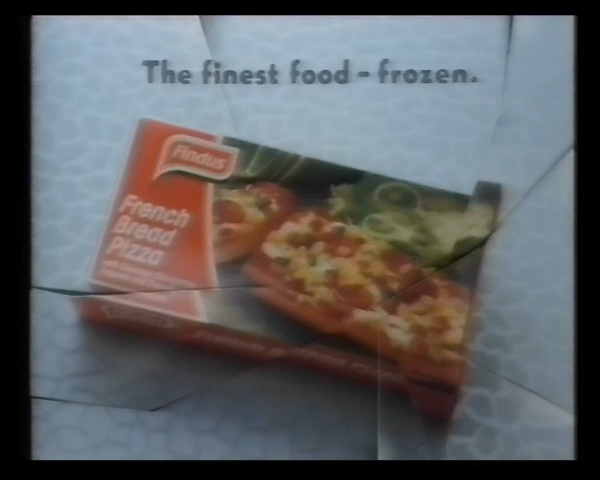 The finest food - frozen.
Findus
French
Bread
Pizza